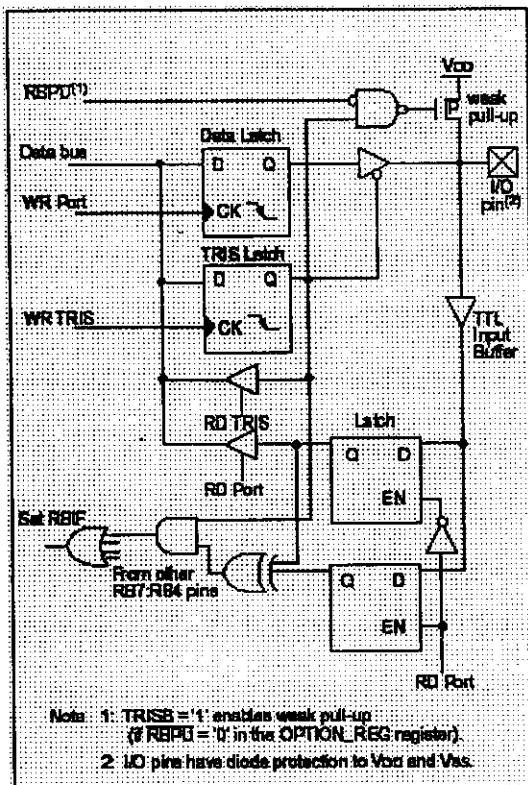 VDD
RBPU(1)
weak
pull-up
P
Data Latch
Data bus
D Q
I/O
pin(2)
WR Port
CK
TRIS Latch
D Q
TTL
Input
Buffer
WR TRIS
CK
RD TRIS
Latch
Q D
RD Port
EN
Set RBIF
From other
RB7:RB4 pins
Q D
EN
RD Port
Note 1: TRISB = '1' enables weak pull-up
(if RBPU = '0' in the OPTION_REG register).
2: I/O pins have diode protection to VDD and VSS.